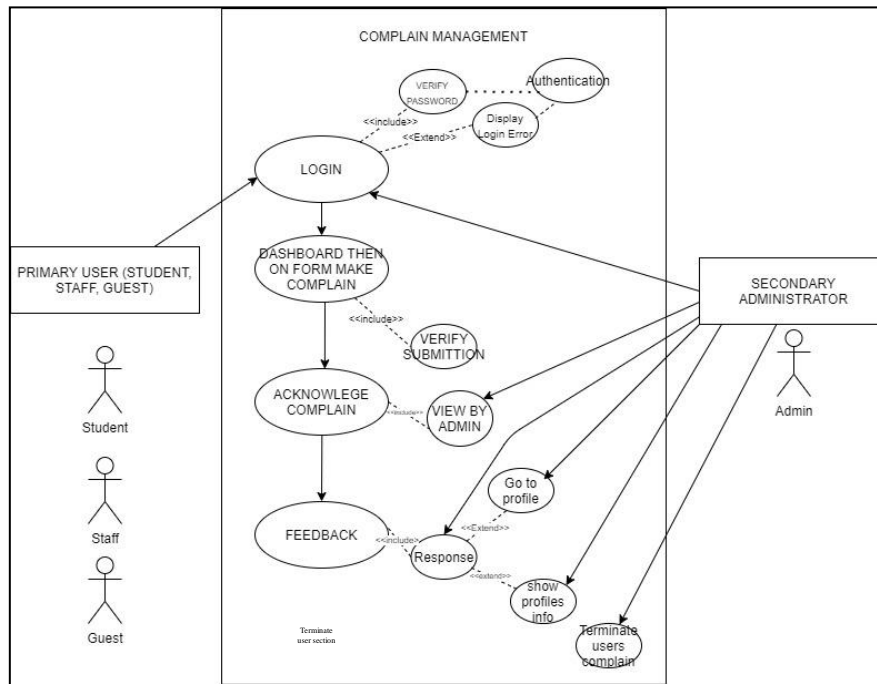 COMPLAIN MANAGEMENT
VERIFY
PASSWORD
Authentication
<<include>>
Display
Login Error
<<Extend>>
LOGIN
PRIMARY USER (STUDENT,
STAFF, GUEST)
DASHBOARD THEN
ON FORM MAKE
COMPLAIN
SECONDARY
ADMINISTRATOR
<<include>>
VERIFY
SUBMITTION
Student
ACKNOWLEGE
COMPLAIN
<<include>>
VIEW BY
ADMIN
Admin
Go to
profile
Staff
FEEDBACK
<<include>
<<Extend>>
Response
<<extend>>
show
profiles
info
Guest
Terminate
user section
Terminate
users
complain